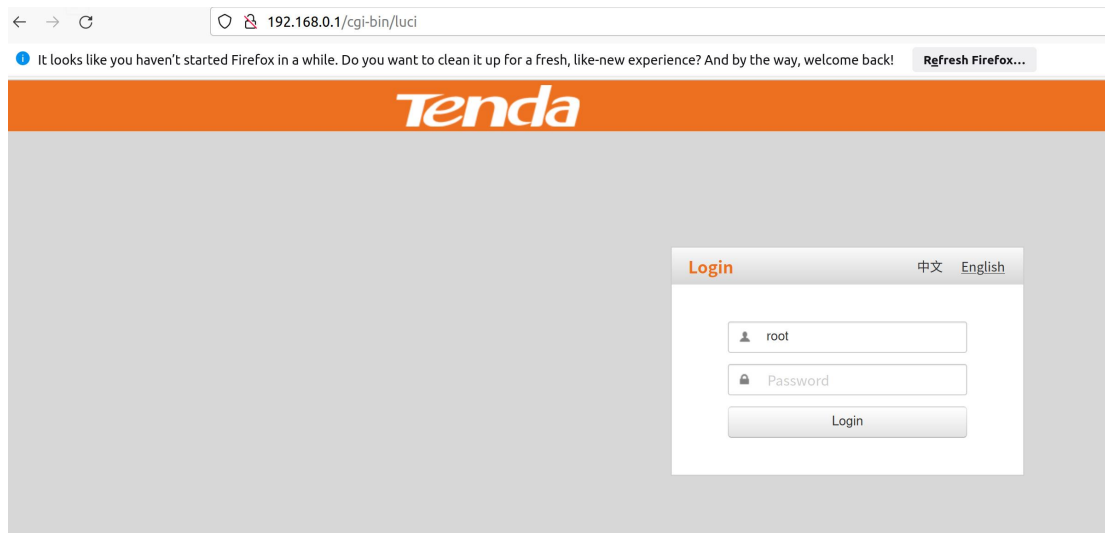 192.168.0.1/cgi-bin/luci
It looks like you haven't started Firefox in a while. Do you want to clean it up for a fresh, like-new experience? And by the way, welcome back! Refresh Firefox...
Tenda
Login 中文 English
root
Password
Login